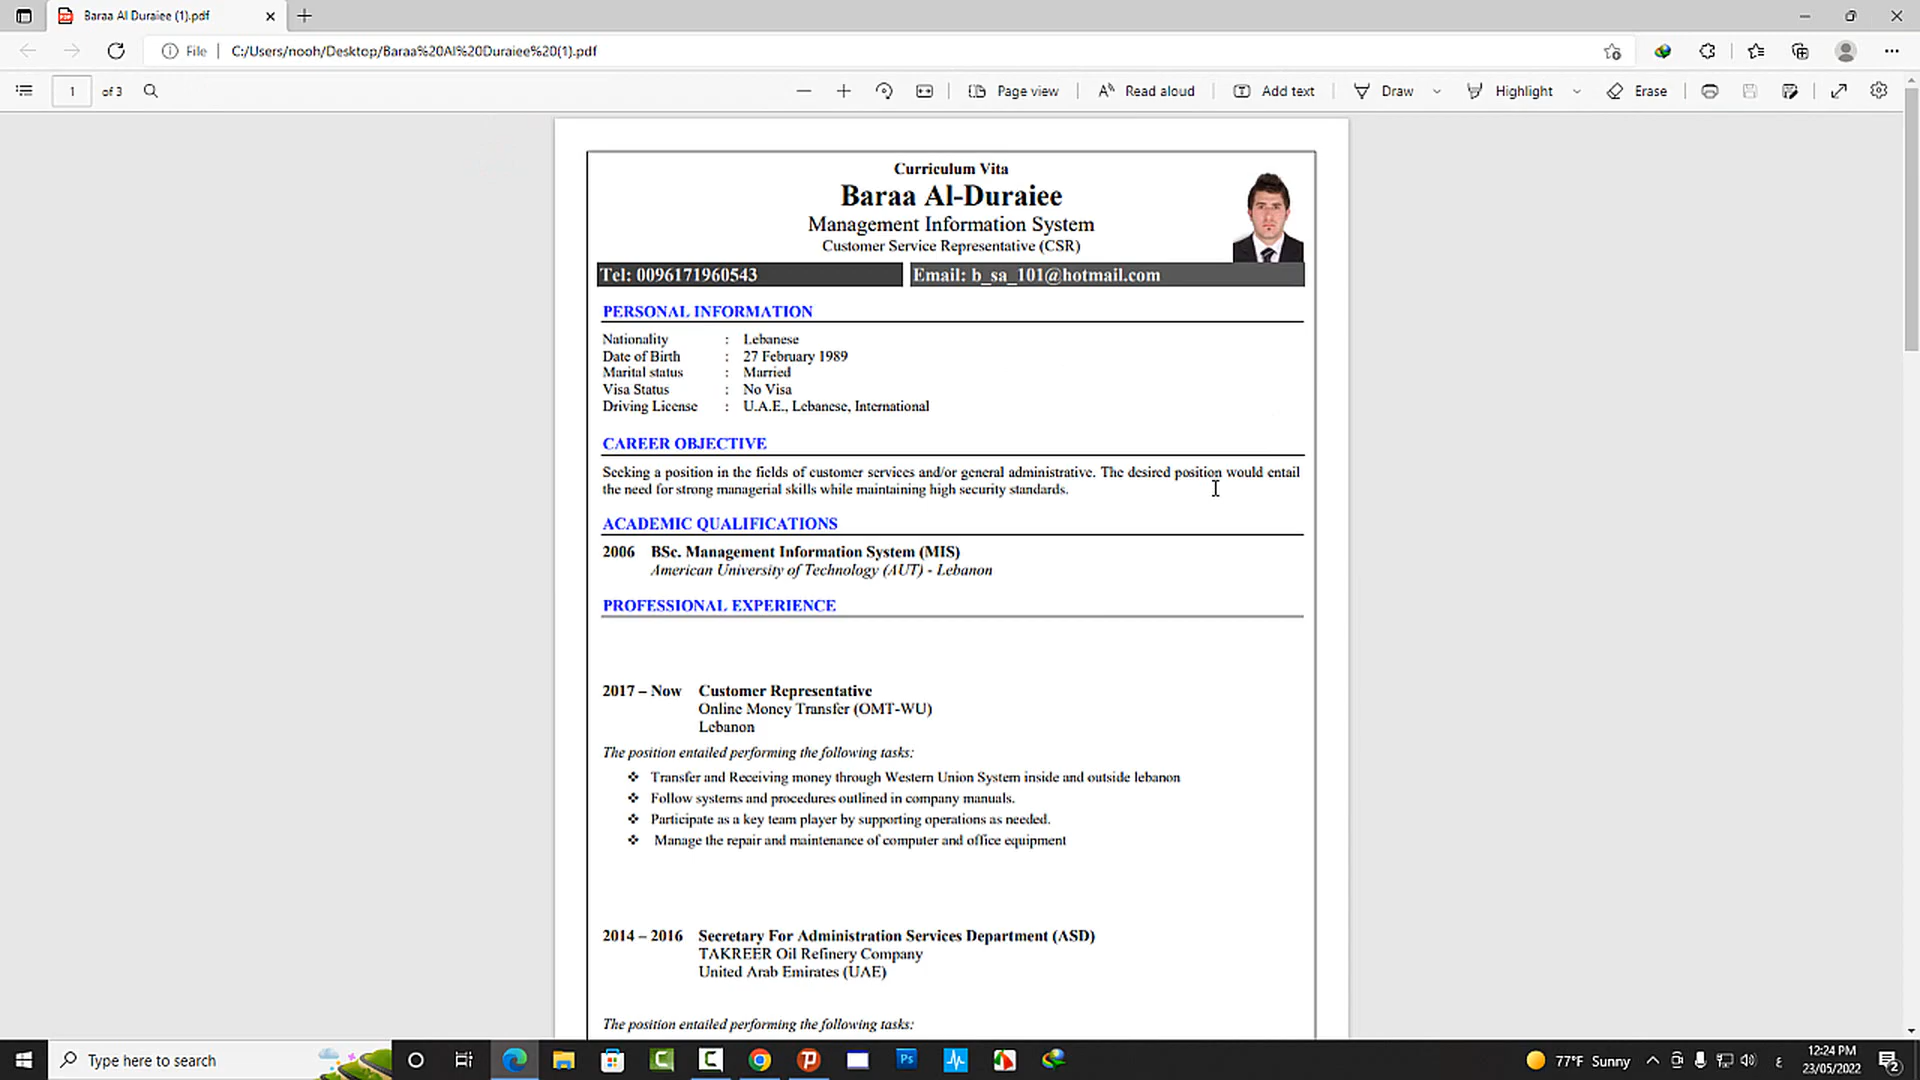 Baraa Al Duraiee (1).pdf
File
C:/Users/nooh/Desktop/Baraa%20Al%20Duraiee%20(1).pdf
1 of 3
Page view
Read aloud
Add text
Draw
Highlight
Erase
Curriculum Vita
Baraa Al-Duraiee
Management Information System
Customer Service Representative (CSR)
Tel: 0096171960543
Email: b_sa_101@hotmail.com
PERSONAL INFORMATION
Nationality : Lebanese
Date of Birth : 27 February 1989
Marital status : Married
Visa Status : No Visa
Driving License : U.A.E., Lebanese, International
CAREER OBJECTIVE
Seeking a position in the fields of customer services and/or general administrative. The desired position would entail
the need for strong managerial skills while maintaining high security standards.
ACADEMIC QUALIFICATIONS
2006 BSc. Management Information System (MIS)
American University of Technology (AUT) - Lebanon
PROFESSIONAL EXPERIENCE
2017 – Now Customer Representative
Online Money Transfer (OMT-WU)
Lebanon
The position entailed performing the following tasks:
❖ Transfer and Receiving money through Western Union System inside and outside lebanon
❖ Follow systems and procedures outlined in company manuals.
❖ Participate as a key team player by supporting operations as needed.
❖ Manage the repair and maintenance of computer and office equipment
2014 – 2016 Secretary For Administration Services Department (ASD)
TAKREER Oil Refinery Company
United Arab Emirates (UAE)
The position entailed performing the following tasks:
Type here to search
Ps
77°F Sunny
ع
12:24 PM
23/05/2022
2